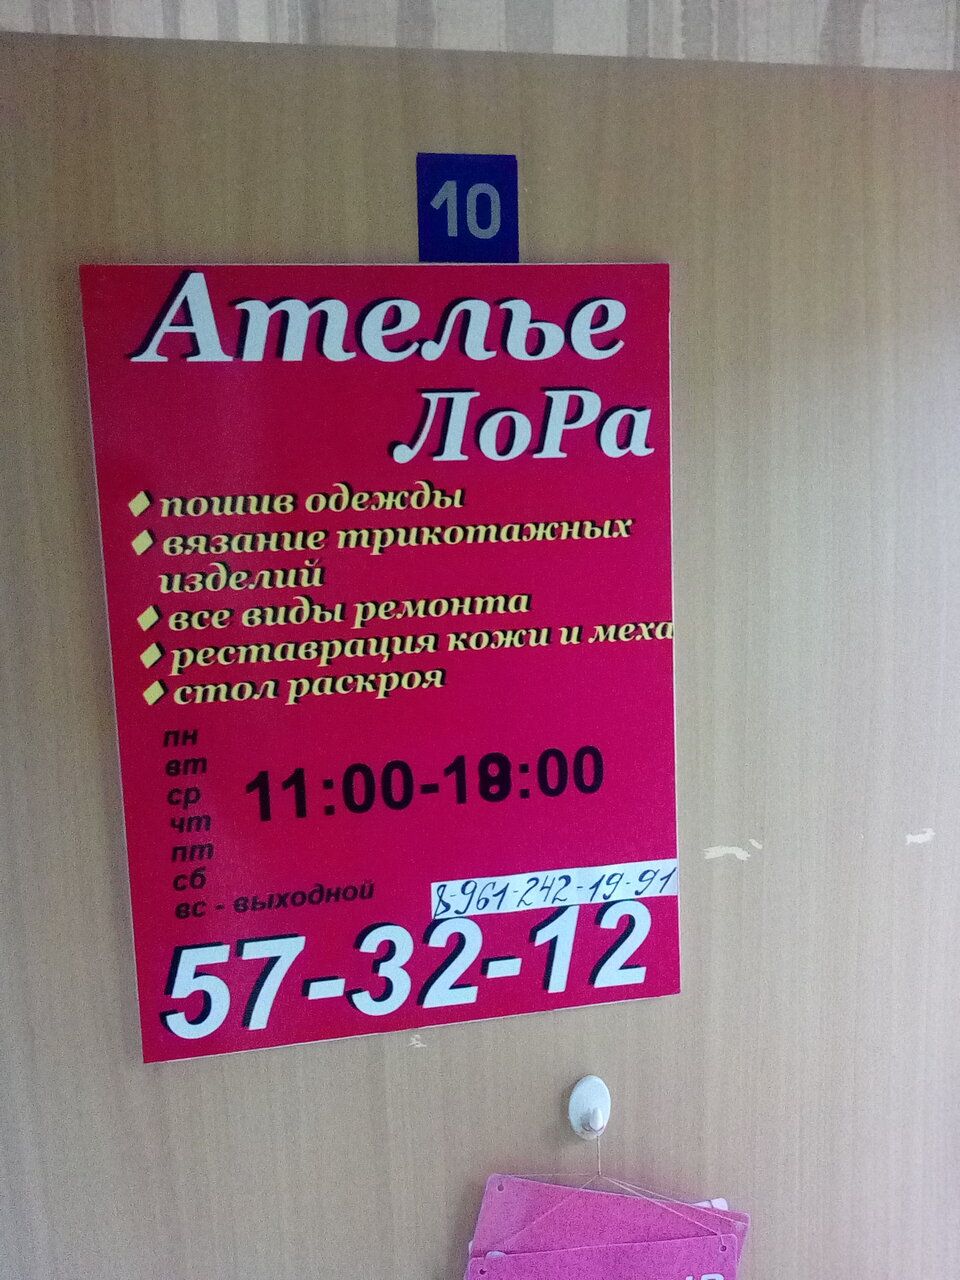 10
Ателье
ЛоРа
пошив одежды
вязание трикотажных
изделий
все виды ремонта
реставрация кожи и меха
стол раскроя
пн
вт
ср
11:00-18:00
чт
пт
сб
вс - выходной
8-961-242-19-91
57-32-12